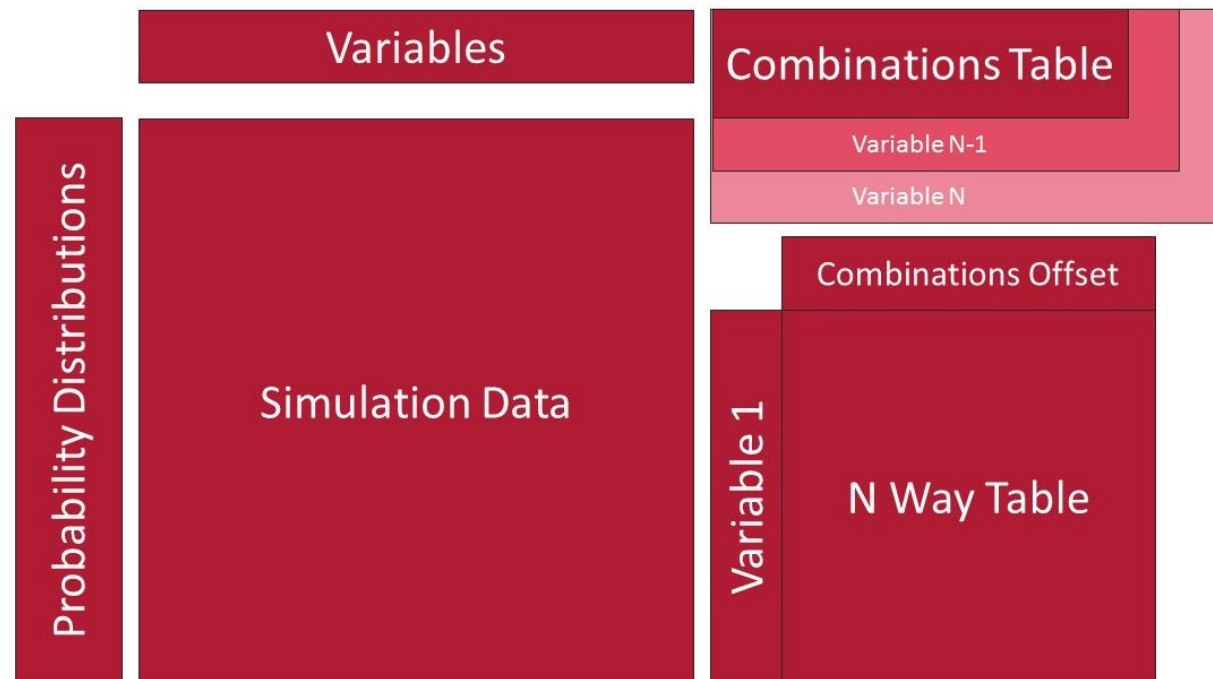 Variables
Combinations Table
Variable N-1
Variable N
Probability Distributions
Simulation Data
Combinations Offset
Variable 1
N Way Table